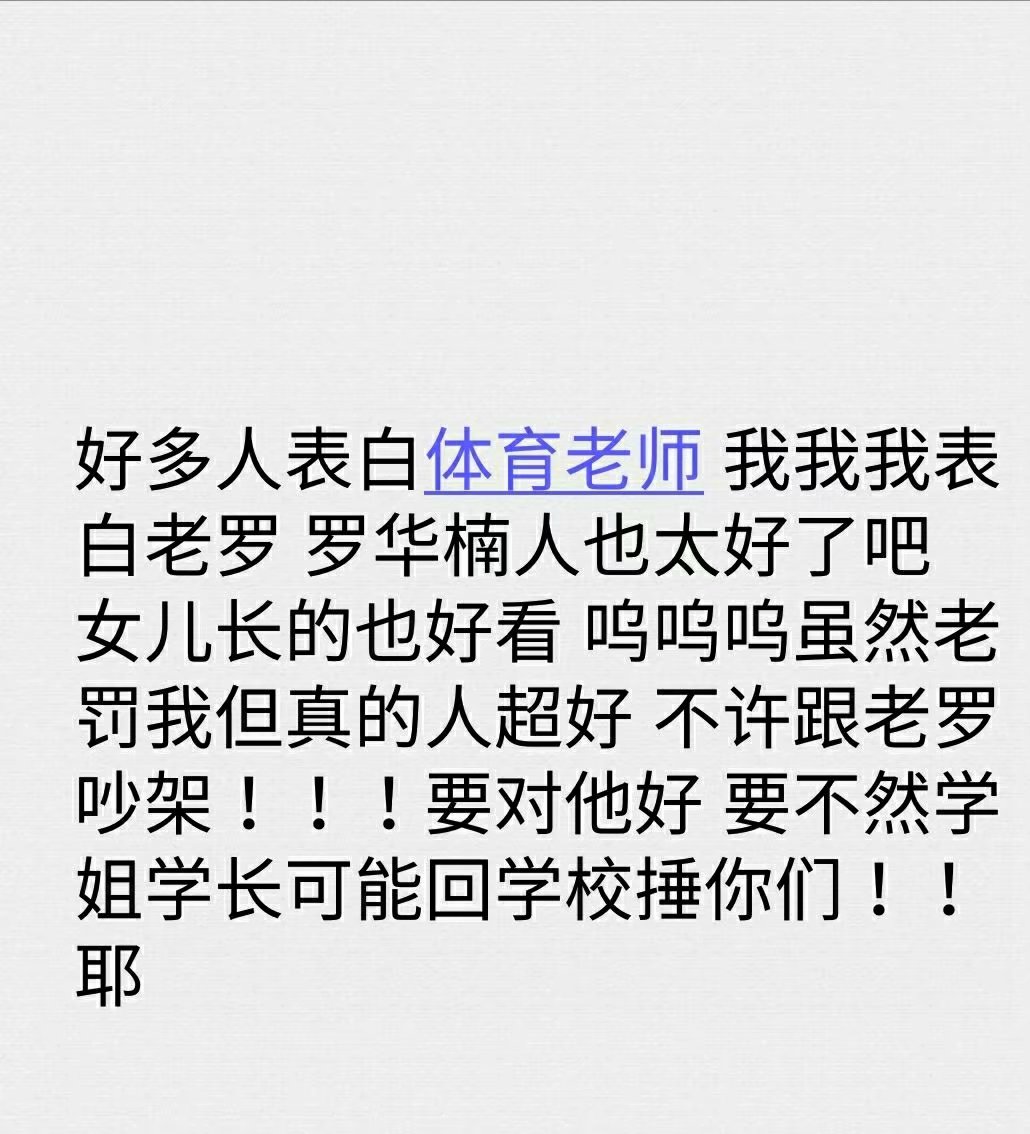 好多人表白体育老师 我我我表
白老罗 罗华楠人也太好了吧
女儿长的也好看 呜呜呜虽然老
罚我但真的人超好 不许跟老罗
吵架！！！要对他好 要不然学
姐学长可能回学校捶你们！！
耶